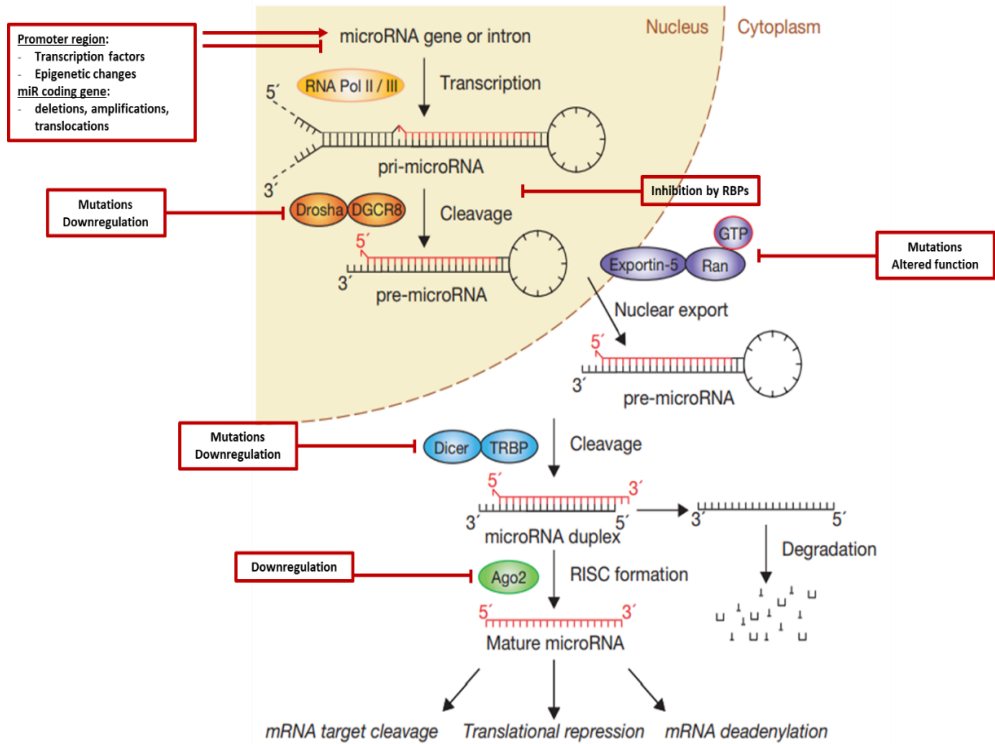 Promoter region:
- Transcription factors
- Epigenetic changes
miR coding gene:
- deletions, amplifications,
translocations
microRNA gene or intron
Nucleus
Cytoplasm
RNA Pol II / III
Transcription
5´
3´
pri-microRNA
Inhibition by RBPs
Mutations
Downregulation
Drosha
DGCR8
Cleavage
5´
3´
pre-microRNA
GTP
Exportin-5
Ran
Mutations
Altered function
Nuclear export
5´
3´
pre-microRNA
Mutations
Downregulation
Dicer
TRBP
Cleavage
5´
3´
3´
5´
microRNA duplex
3´
5´
Degradation
Downregulation
Ago2
RISC formation
5´
3´
Mature microRNA
mRNA target cleavage
Translational repression
mRNA deadenylation